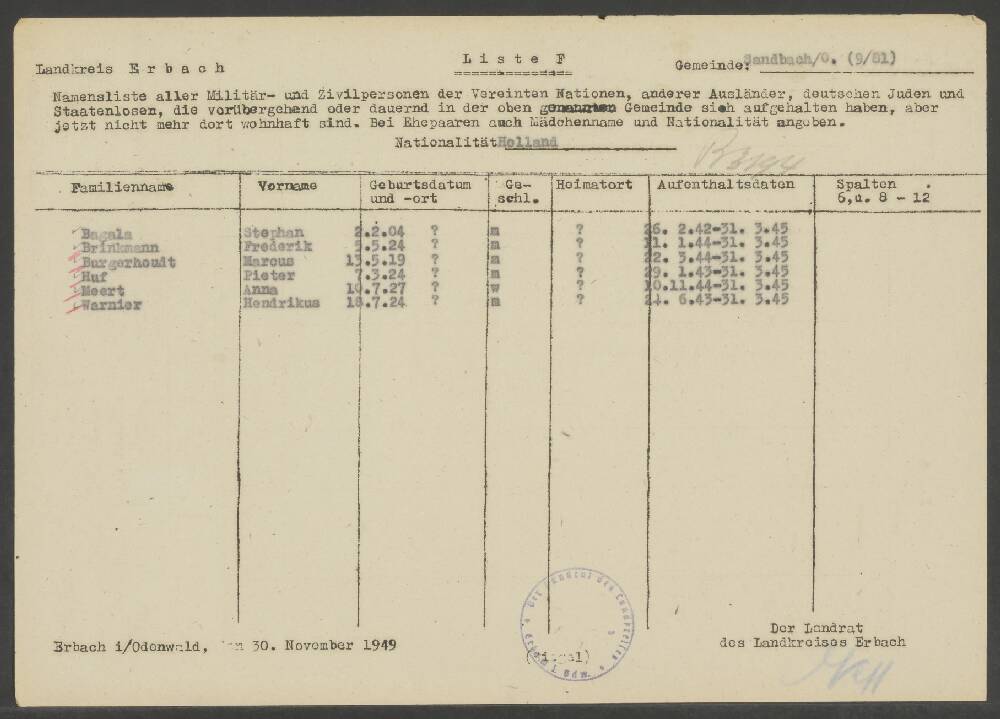 Landkreis Erbach
Liste F
Gemeinde: Sandbach/O. (9/81)
Namensliste aller Militär- und Zivilpersonen der Vereinten Nationen, anderer Ausländer, deutschen Juden und
Staatenlosen, die vorübergehend oder dauernd in der oben genannten Gemeinde sich aufgehalten haben, aber
jetzt nicht mehr dort wohnhaft sind. Bei Ehepaaren auch Mädchenname und Nationalität angeben.
Nationalität Holland
Familienname Vorname Geburtsdatum und -ort Ge- schl. Heimatort Aufenthaltsdaten Spalten 6,u. 8 - 12
Bagala Stephan 2.2.04 ? m ? 26. 2.42-31. 3.45
Brinkmann Frederik 5.5.24 ? m ? 11. 1.44-31. 3.45
Burgerhoudt Marcus 13.5.19 ? m ? 22. 3.44-31. 3.45
Huf Pieter 7.3.24 ? m ? 29. 1.43-31. 3.45
Meert Anna 10.7.27 ? w ? 10.11.44-31. 3.45
Warnier Hendrikus 18.7.24 ? m ? 24. 6.43-31. 3.45
Erbach i/Odenwald, den 30. November 1949
(Siegel)
Der Landrat
des Landkreises Erbach